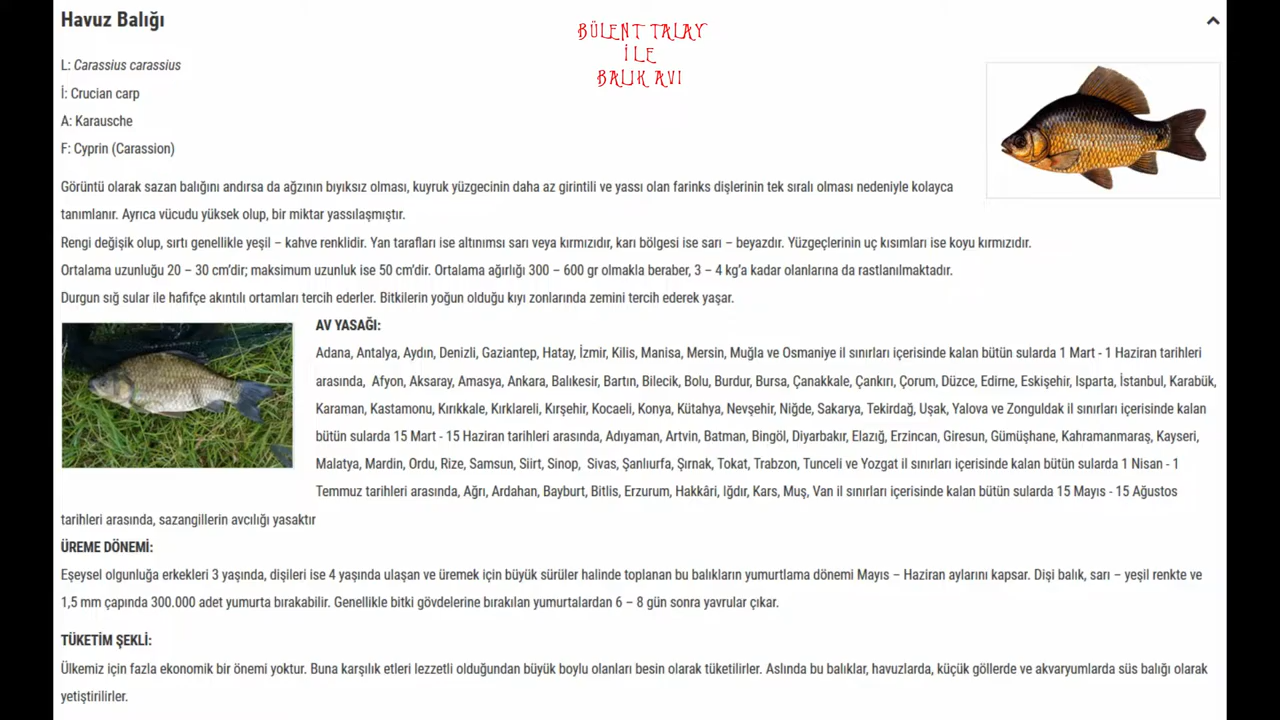 Havuz Balığı
BÜLENT TALAY
İLE
BALIK AVI
L: Carassius carassius
İ: Crucian carp
A: Karausche
F: Cyprin (Carassion)
Görüntü olarak sazan balığını andırsa da ağzının bıyıksız olması, kuyruk yüzgecinin daha az girintili ve yassı olan farinks dişlerinin tek sıralı olması nedeniyle kolayca
tanımlanır. Ayrıca vücudu yüksek olup, bir miktar yassılaşmıştır.
Rengi değişik olup, sırtı genellikle yeşil – kahve renklidir. Yan tarafları ise altınımsı sarı veya kırmızıdır, karı bölgesi ise sarı – beyazdır. Yüzgeçlerinin uç kısımları ise koyu kırmızıdır.
Ortalama uzunluğu 20 – 30 cm’dir; maksimum uzunluk ise 50 cm’dir. Ortalama ağırlığı 300 – 600 gr olmakla beraber, 3 – 4 kg’a kadar olanlarına da rastlanılmaktadır.
Durgun sığ sular ile hafifçe akıntılı ortamları tercih ederler. Bitkilerin yoğun olduğu kıyı zonlarında zemini tercih ederek yaşar.
AV YASAĞI:
Adana, Antalya, Aydın, Denizli, Gaziantep, Hatay, İzmir, Kilis, Manisa, Mersin, Muğla ve Osmaniye il sınırları içerisinde kalan bütün sularda 1 Mart - 1 Haziran tarihleri
arasında, Afyon, Aksaray, Amasya, Ankara, Balıkesir, Bartın, Bilecik, Bolu, Burdur, Bursa, Çanakkale, Çankırı, Çorum, Düzce, Edirne, Eskişehir, Isparta, İstanbul, Karabük,
Karaman, Kastamonu, Kırıkkale, Kırklareli, Kırşehir, Kocaeli, Konya, Kütahya, Nevşehir, Niğde, Sakarya, Tekirdağ, Uşak, Yalova ve Zonguldak il sınırları içerisinde kalan
bütün sularda 15 Mart - 15 Haziran tarihleri arasında, Adıyaman, Artvin, Batman, Bingöl, Diyarbakır, Elazığ, Erzincan, Giresun, Gümüşhane, Kahramanmaraş, Kayseri,
Malatya, Mardin, Ordu, Rize, Samsun, Siirt, Sinop, Sivas, Şanlıurfa, Şırnak, Tokat, Trabzon, Tunceli ve Yozgat il sınırları içerisinde kalan bütün sularda 1 Nisan - 1
Temmuz tarihleri arasında, Ağrı, Ardahan, Bayburt, Bitlis, Erzurum, Hakkâri, Iğdır, Kars, Muş, Van il sınırları içerisinde kalan bütün sularda 15 Mayıs - 15 Ağustos
tarihleri arasında, sazangillerin avcılığı yasaktır
ÜREME DÖNEMİ:
Eşeysel olgunluğa erkekleri 3 yaşında, dişileri ise 4 yaşında ulaşan ve üremek için büyük sürüler halinde toplanan bu balıkların yumurtlama dönemi Mayıs – Haziran aylarını kapsar. Dişi balık, sarı – yeşil renkte ve
1,5 mm çapında 300.000 adet yumurta bırakabilir. Genellikle bitki gövdelerine bırakılan yumurtalardan 6 – 8 gün sonra yavrular çıkar.
TÜKETİM ŞEKLİ:
Ülkemiz için fazla ekonomik bir önemi yoktur. Buna karşılık etleri lezzetli olduğundan büyük boylu olanları besin olarak tüketilirler. Aslında bu balıklar, havuzlarda, küçük göllerde ve akvaryumlarda süs balığı olarak
yetiştirilirler.